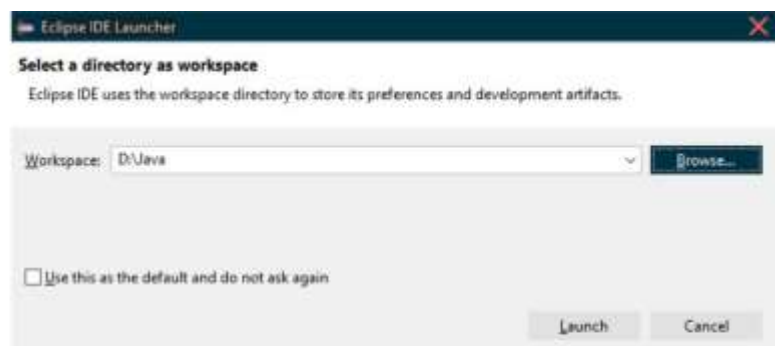 Eclipse IDE Launcher
Select a directory as workspace
Eclipse IDE uses the workspace directory to store its preferences and development artifacts.
Workspace: D:\Java Browse...
Use this as the default and do not ask again
Launch Cancel